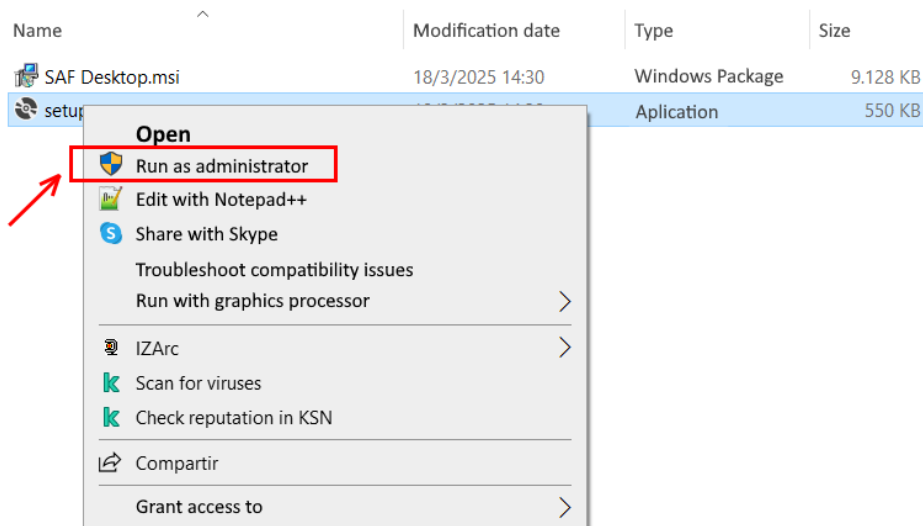 Name Modification date Type Size
SAF Desktop.msi 18/3/2025 14:30 Windows Package 9.128 KB
setup Aplication 550 KB
Open
Run as administrator
Edit with Notepad++
Share with Skype
Troubleshoot compatibility issues
Run with graphics processor
IZArc
Scan for viruses
Check reputation in KSN
Compartir
Grant access to